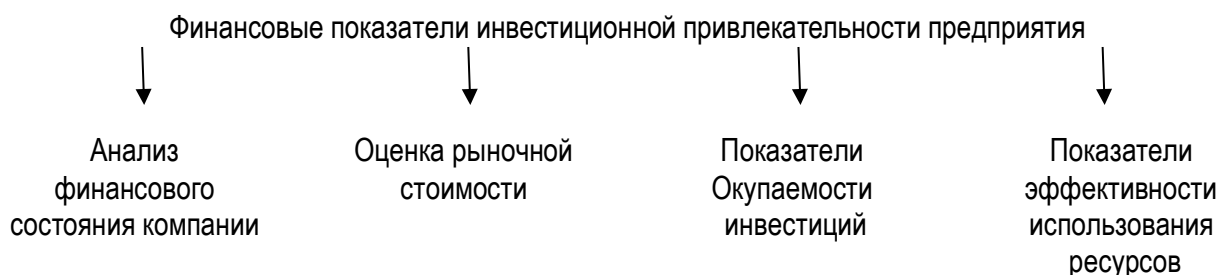 Финансовые показатели инвестиционной привлекательности предприятия
Анализ
финансового
состояния компании
Оценка рыночной
стоимости
Показатели
Окупаемости
инвестиций
Показатели
эффективности
использования
ресурсов